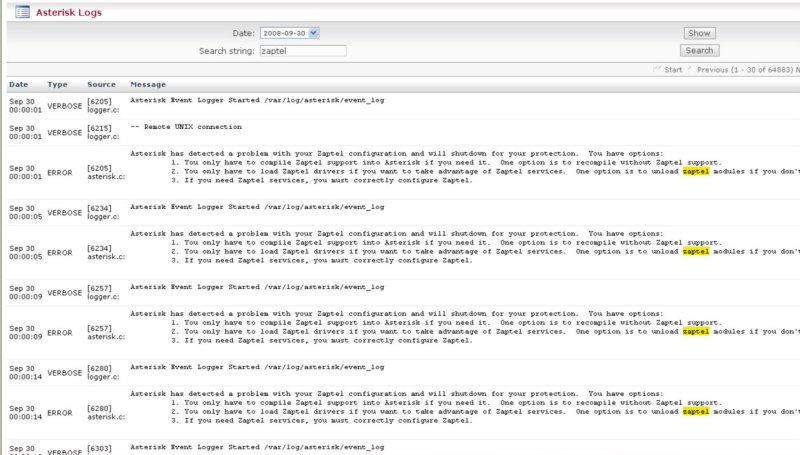 Asterisk Logs
Date: 2008-09-30 Show
Search string: zaptel Search
Start Previous (1 - 30 of 64883) N
Date Type Source Message
Sep 30 00:00:01 VERBOSE [6205] logger.c: Asterisk Event Logger Started /var/log/asterisk/event_log
Sep 30 00:00:01 VERBOSE [6215] logger.c: -- Remote UNIX connection
Sep 30 00:00:01 ERROR [6205] asterisk.c: Asterisk has detected a problem with your Zaptel configuration and will shutdown for your protection. You have options:
1. You only have to compile Zaptel support into Asterisk if you need it. One option is to recompile without Zaptel support.
2. You only have to load Zaptel drivers if you want to take advantage of Zaptel services. One option is to unload zaptel modules if you don't
3. If you need Zaptel services, you must correctly configure Zaptel.
Sep 30 00:00:05 VERBOSE [6234] logger.c: Asterisk Event Logger Started /var/log/asterisk/event_log
Sep 30 00:00:05 ERROR [6234] asterisk.c: Asterisk has detected a problem with your Zaptel configuration and will shutdown for your protection. You have options:
1. You only have to compile Zaptel support into Asterisk if you need it. One option is to recompile without Zaptel support.
2. You only have to load Zaptel drivers if you want to take advantage of Zaptel services. One option is to unload zaptel modules if you don't
3. If you need Zaptel services, you must correctly configure Zaptel.
Sep 30 00:00:09 VERBOSE [6257] logger.c: Asterisk Event Logger Started /var/log/asterisk/event_log
Sep 30 00:00:09 ERROR [6257] asterisk.c: Asterisk has detected a problem with your Zaptel configuration and will shutdown for your protection. You have options:
1. You only have to compile Zaptel support into Asterisk if you need it. One option is to recompile without Zaptel support.
2. You only have to load Zaptel drivers if you want to take advantage of Zaptel services. One option is to unload zaptel modules if you don't
3. If you need Zaptel services, you must correctly configure Zaptel.
Sep 30 00:00:14 VERBOSE [6280] logger.c: Asterisk Event Logger Started /var/log/asterisk/event_log
Sep 30 00:00:14 ERROR [6280] asterisk.c: Asterisk has detected a problem with your Zaptel configuration and will shutdown for your protection. You have options:
1. You only have to compile Zaptel support into Asterisk if you need it. One option is to recompile without Zaptel support.
2. You only have to load Zaptel drivers if you want to take advantage of Zaptel services. One option is to unload zaptel modules if you don't
3. If you need Zaptel services, you must correctly configure Zaptel.
Sep 30 VERBOSE [6303] Asterisk Event Logger Started /var/log/asterisk/event_log